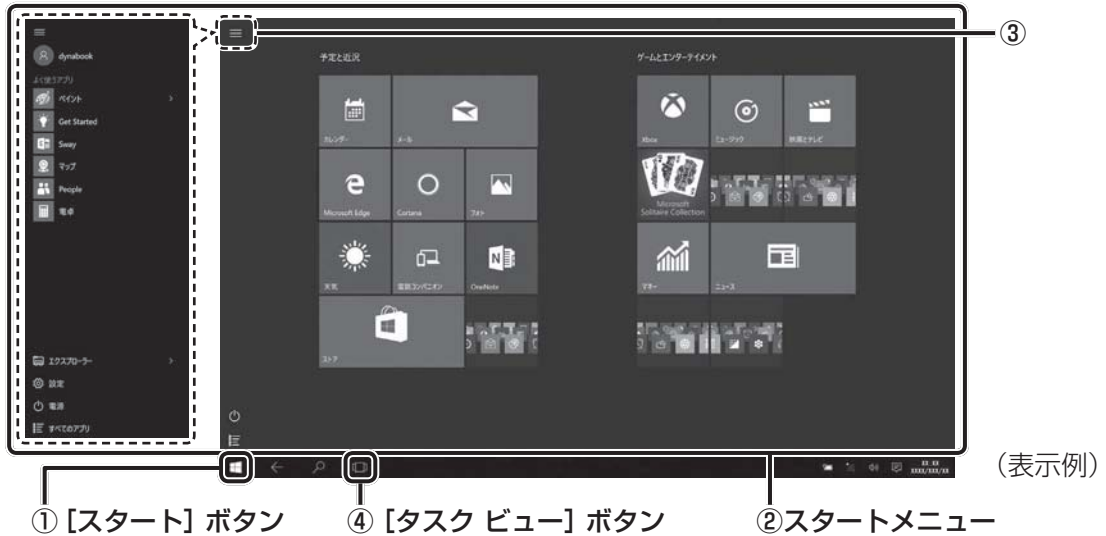 ③
dynabook
よく使うアプリ
ペイント
Get Started
Sway
マップ
People
電卓
エクスプローラー
設定
電源
すべてのアプリ
予定と近況
カレンダー
メール
Microsoft Edge
Cortana
フォト
天気
電話コンパニオン
OneNote
ストア
ゲームとエンターテイメント
Xbox
ミュージック
映画とテレビ
Microsoft
Solitaire Collection
マネー
ニュース
XX:XX
XXXX/XXX/XX
（表示例）
①［スタート］ボタン
④［タスク ビュー］ボタン
②スタートメニュー